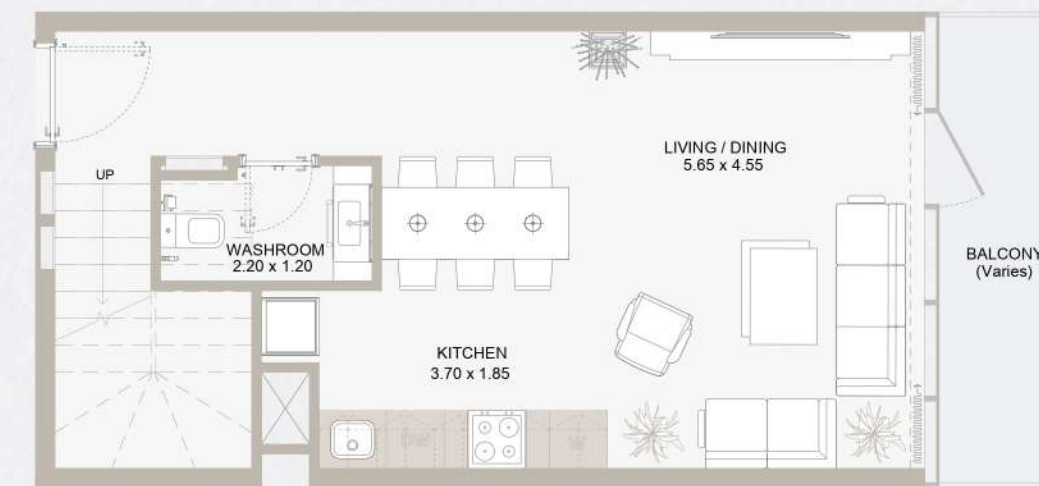 LIVING / DINING
5.65 x 4.55
UP
WASHROOM
2.20 x 1.20
BALCONY
(Varies)
KITCHEN
3.70 x 1.85
DW
W